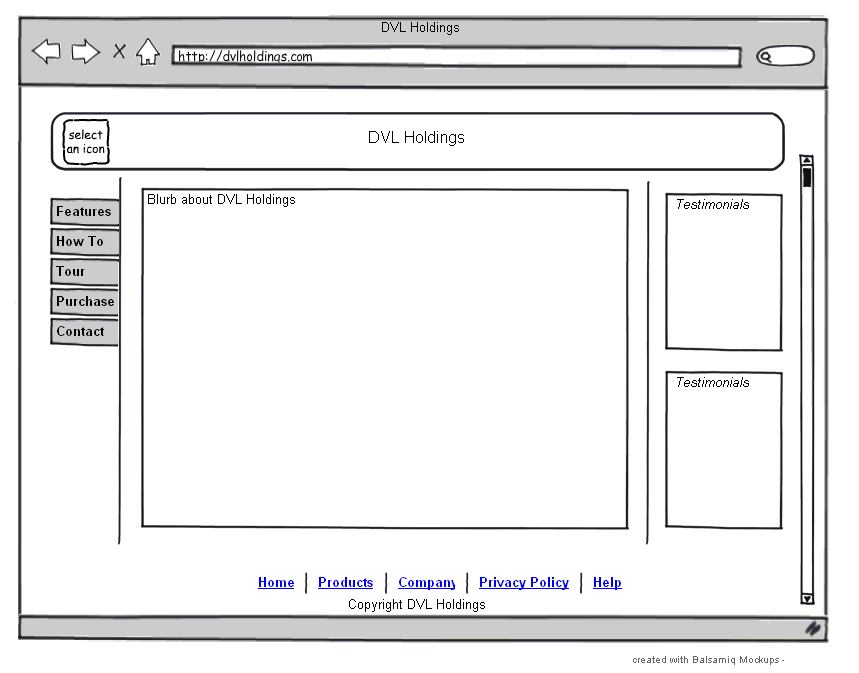 DVL Holdings
http://dvlholdings.com
select
an icon
DVL Holdings
Features
How To
Tour
Purchase
Contact
Blurb about DVL Holdings
Testimonials
Testimonials
Home | Products | Company | Privacy Policy | Help
Copyright DVL Holdings
created with Balsamiq Mockups -